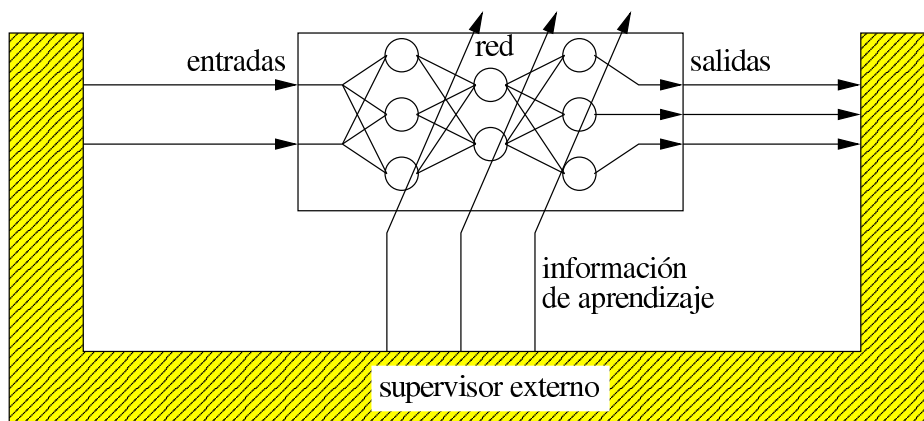 red
entradas
salidas
información
de aprendizaje
supervisor externo